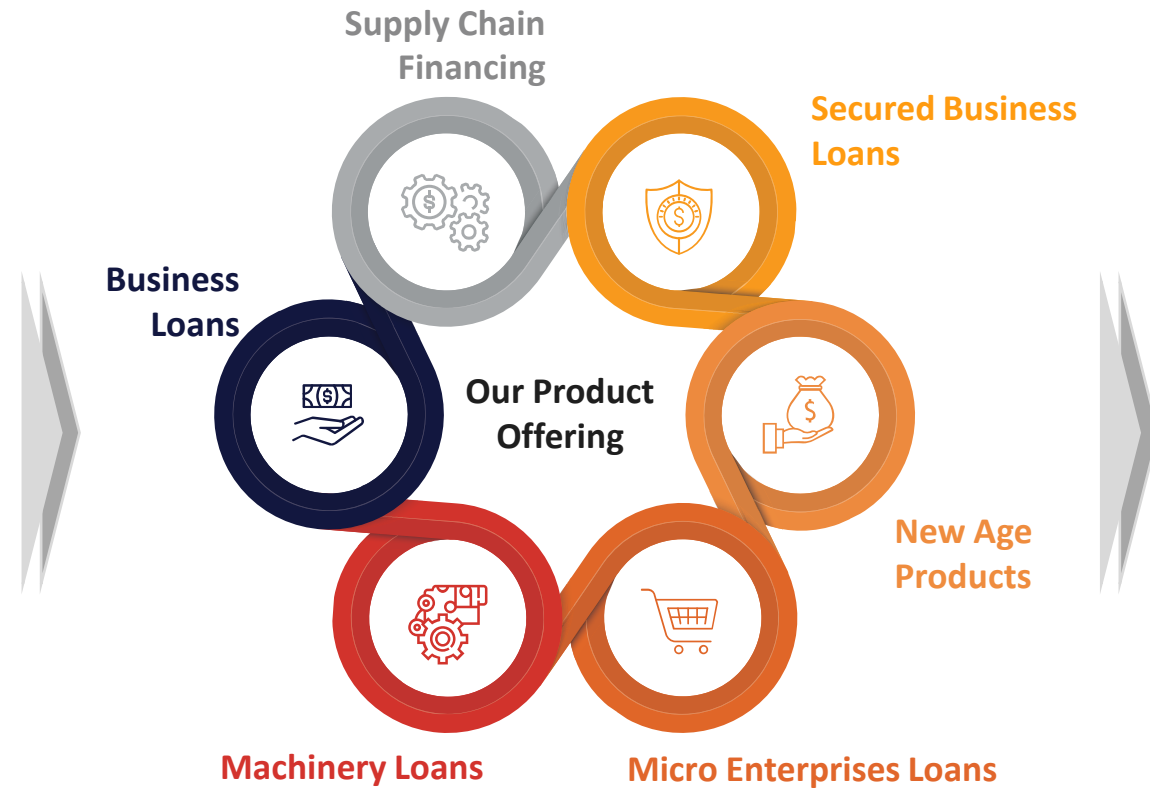 Supply Chain
Financing
Secured Business
Loans
Business
Loans
Our Product
Offering
New Age
Products
Machinery Loans
Micro Enterprises Loans